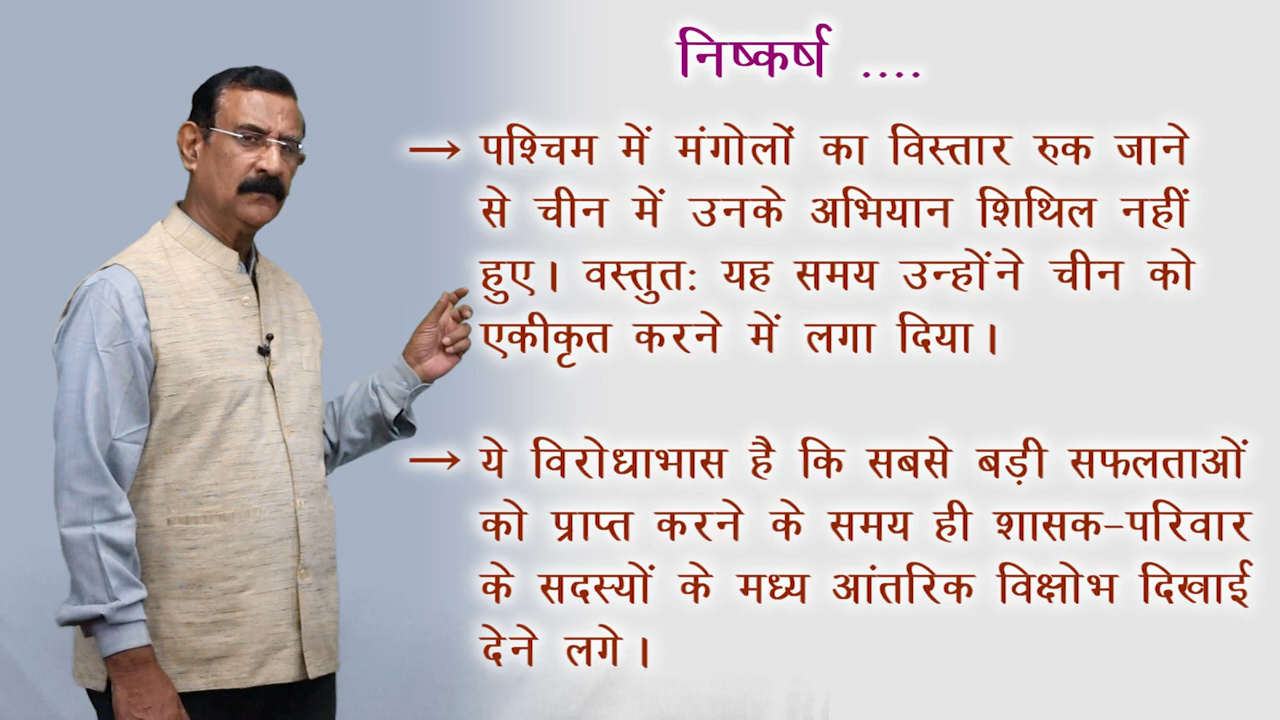 निष्कर्ष ....
→ पश्चिम में मंगोलों का विस्तार रुक जाने
से चीन में उनके अभियान शिथिल नहीं
हुए। वस्तुत: यह समय उन्होंने चीन को
एकीकृत करने में लगा दिया।
→ ये विरोधाभास है कि सबसे बड़ी सफलताओं
को प्राप्त करने के समय ही शासक-परिवार
के सदस्यों के मध्य आंतरिक विक्षोभ दिखाई
देने लगे।